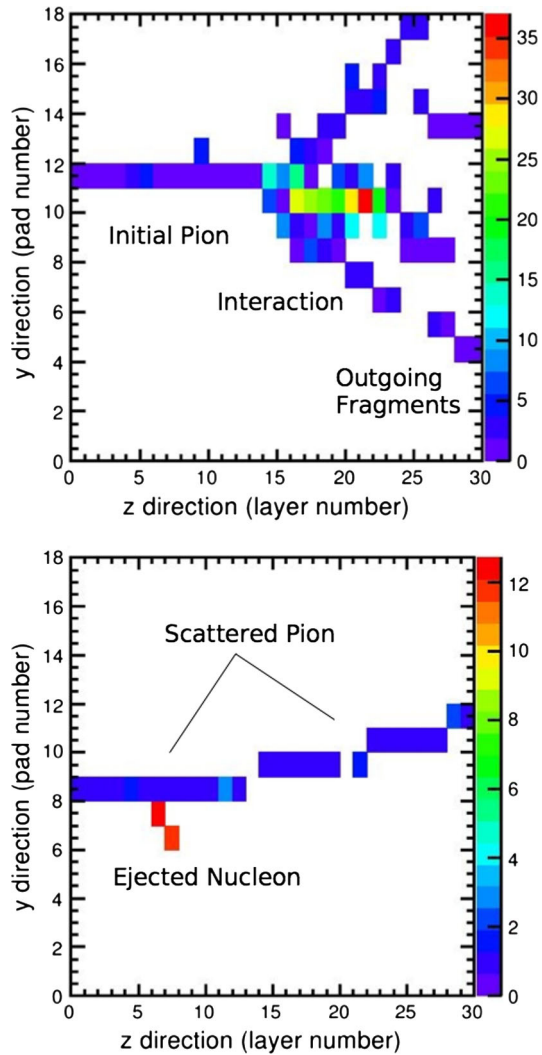 18
16
14
12
10
8
6
4
2
0
y direction (pad number)
Initial Pion
Interaction
Outgoing
Fragments
35
30
25
20
15
10
5
0
0 5 10 15 20 25 30
z direction (layer number)
18
16
14
12
10
8
6
4
2
0
y direction (pad number)
Scattered Pion
Ejected Nucleon
12
10
8
6
4
2
0
0 5 10 15 20 25 30
z direction (layer number)